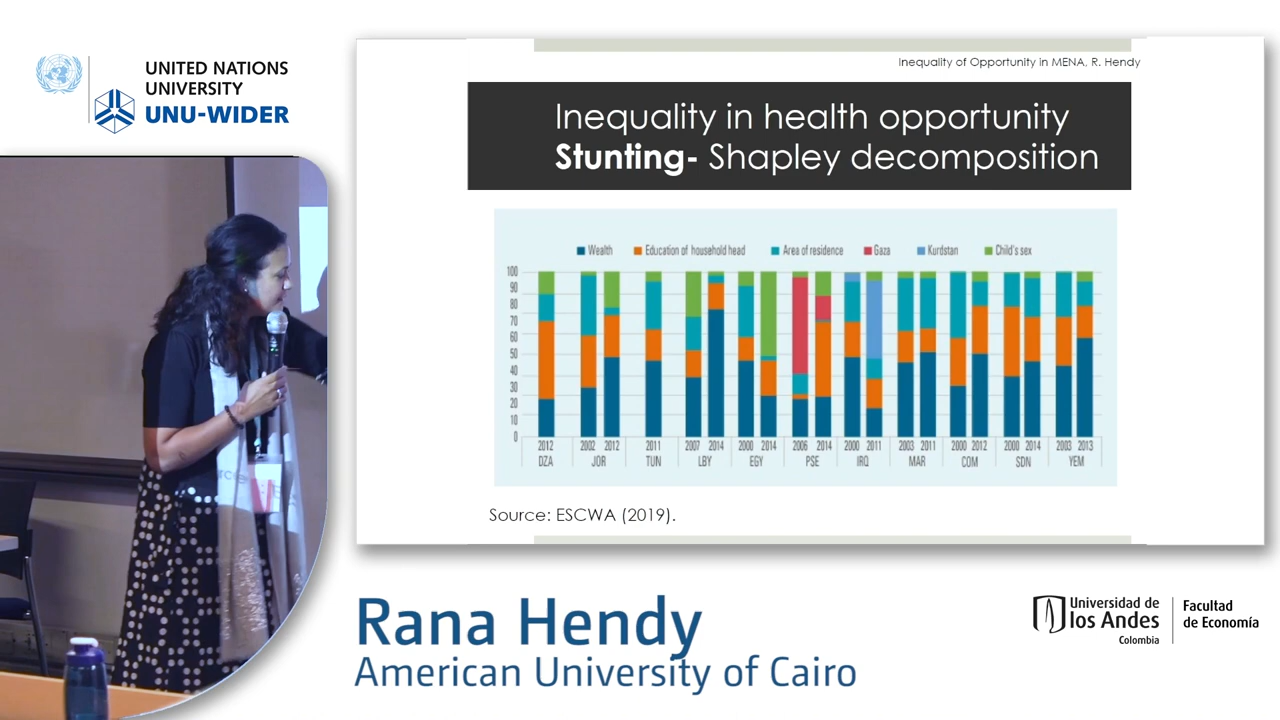 UNITED NATIONS
UNIVERSITY
UNU-WIDER
Inequality of Opportunity in MENA, R. Hendy
Inequality in health opportunity
Stunting- Shapley decomposition
Wealth Education of household head Area of residence Gaza Kurdstan Child's sex
100
90
80
70
60
50
40
30
20
10
0
2012 2002 2012 2011 2007 2014 2000 2014 2006 2014 2000 2011 2003 2011 2000 2012 2000 2014 2003 2013
DZA JOR TUN LBY EGY PSE IRQ MAR COM SDN YEM
Source: ESCWA (2019).
Rana Hendy
American University of Cairo
Universidad de
los Andes
Colombia
Facultad
de Economía